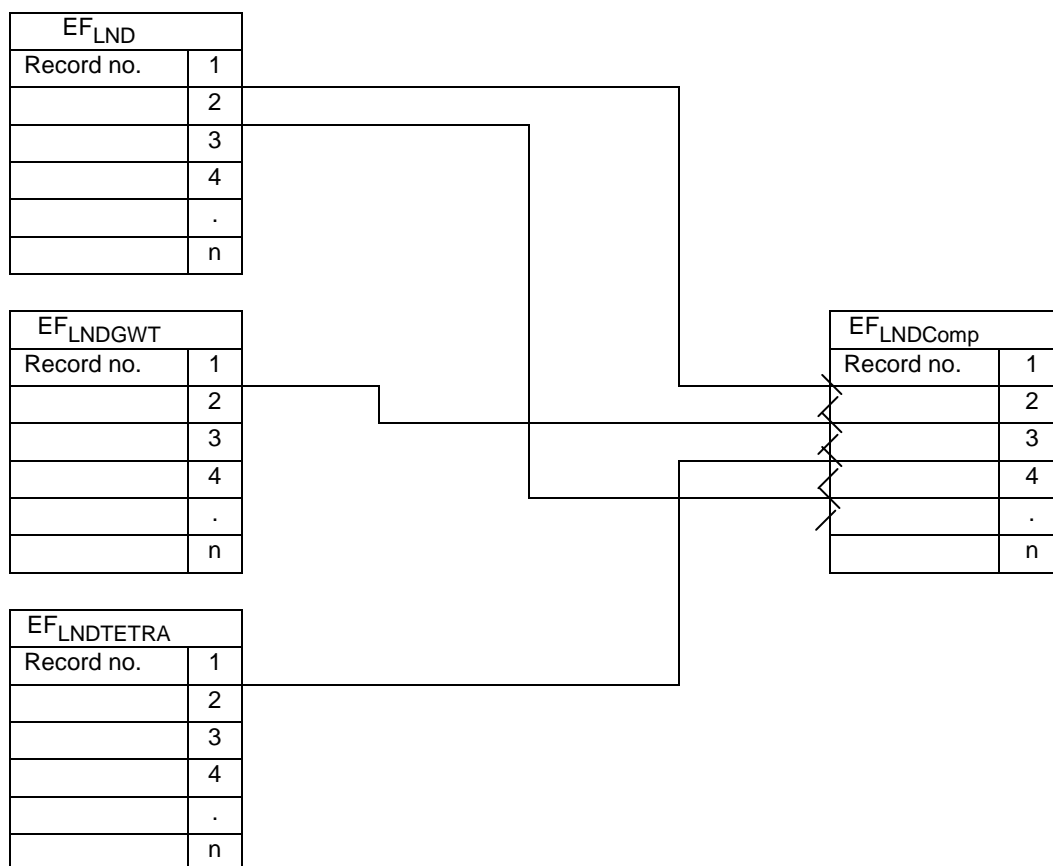 EFLND
Record no. 1
2
3
4
.
n
EFLNDGWT
Record no. 1
2
3
4
.
n
EFLNDComp
Record no. 1
2
3
4
.
n
EFLNDTETRA
Record no. 1
2
3
4
.
n